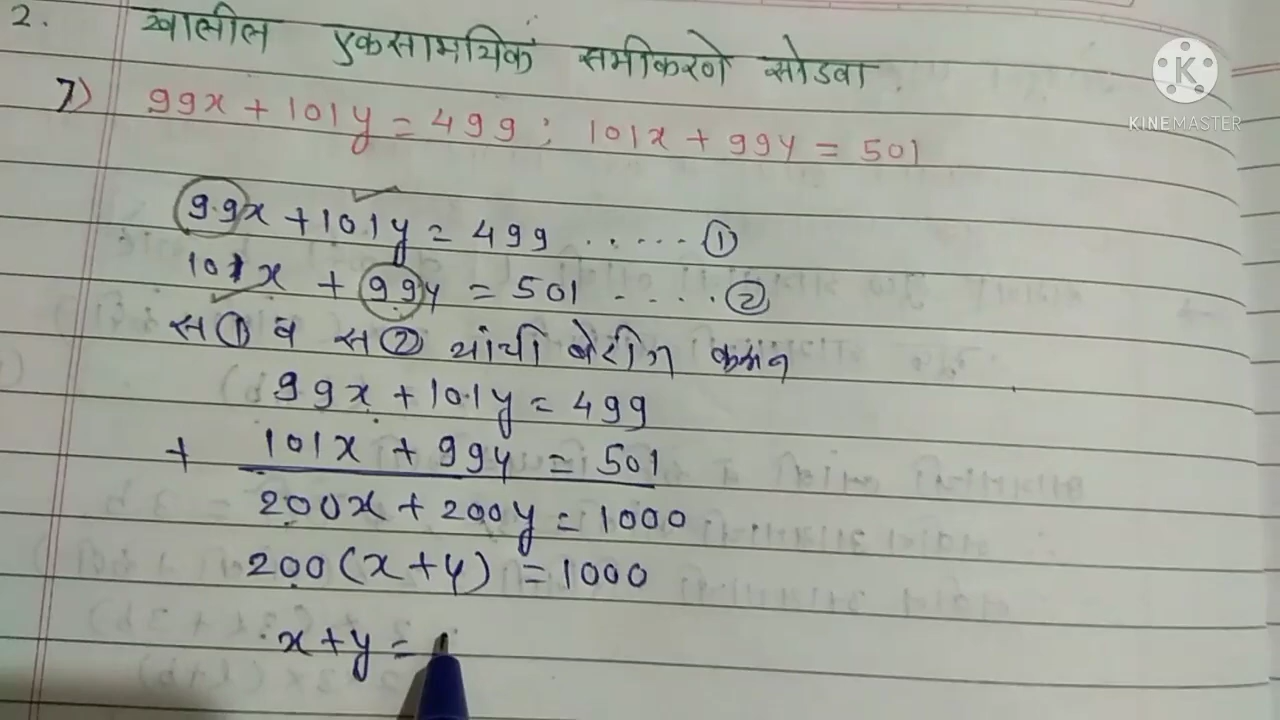 2. खालील एकसामयिक समीकरणे सोडवा
7) 99x + 101y = 499 ; 101x + 99y = 501
99x + 101y = 499 ...... ①
101x + 99y = 501 ..... ②
स ① व स ② यांची बेरीज करून
99x + 101y = 499
+ 101x + 99y = 501
200x + 200y = 1000
200(x + y) = 1000
x + y =
K
KINEMASTER